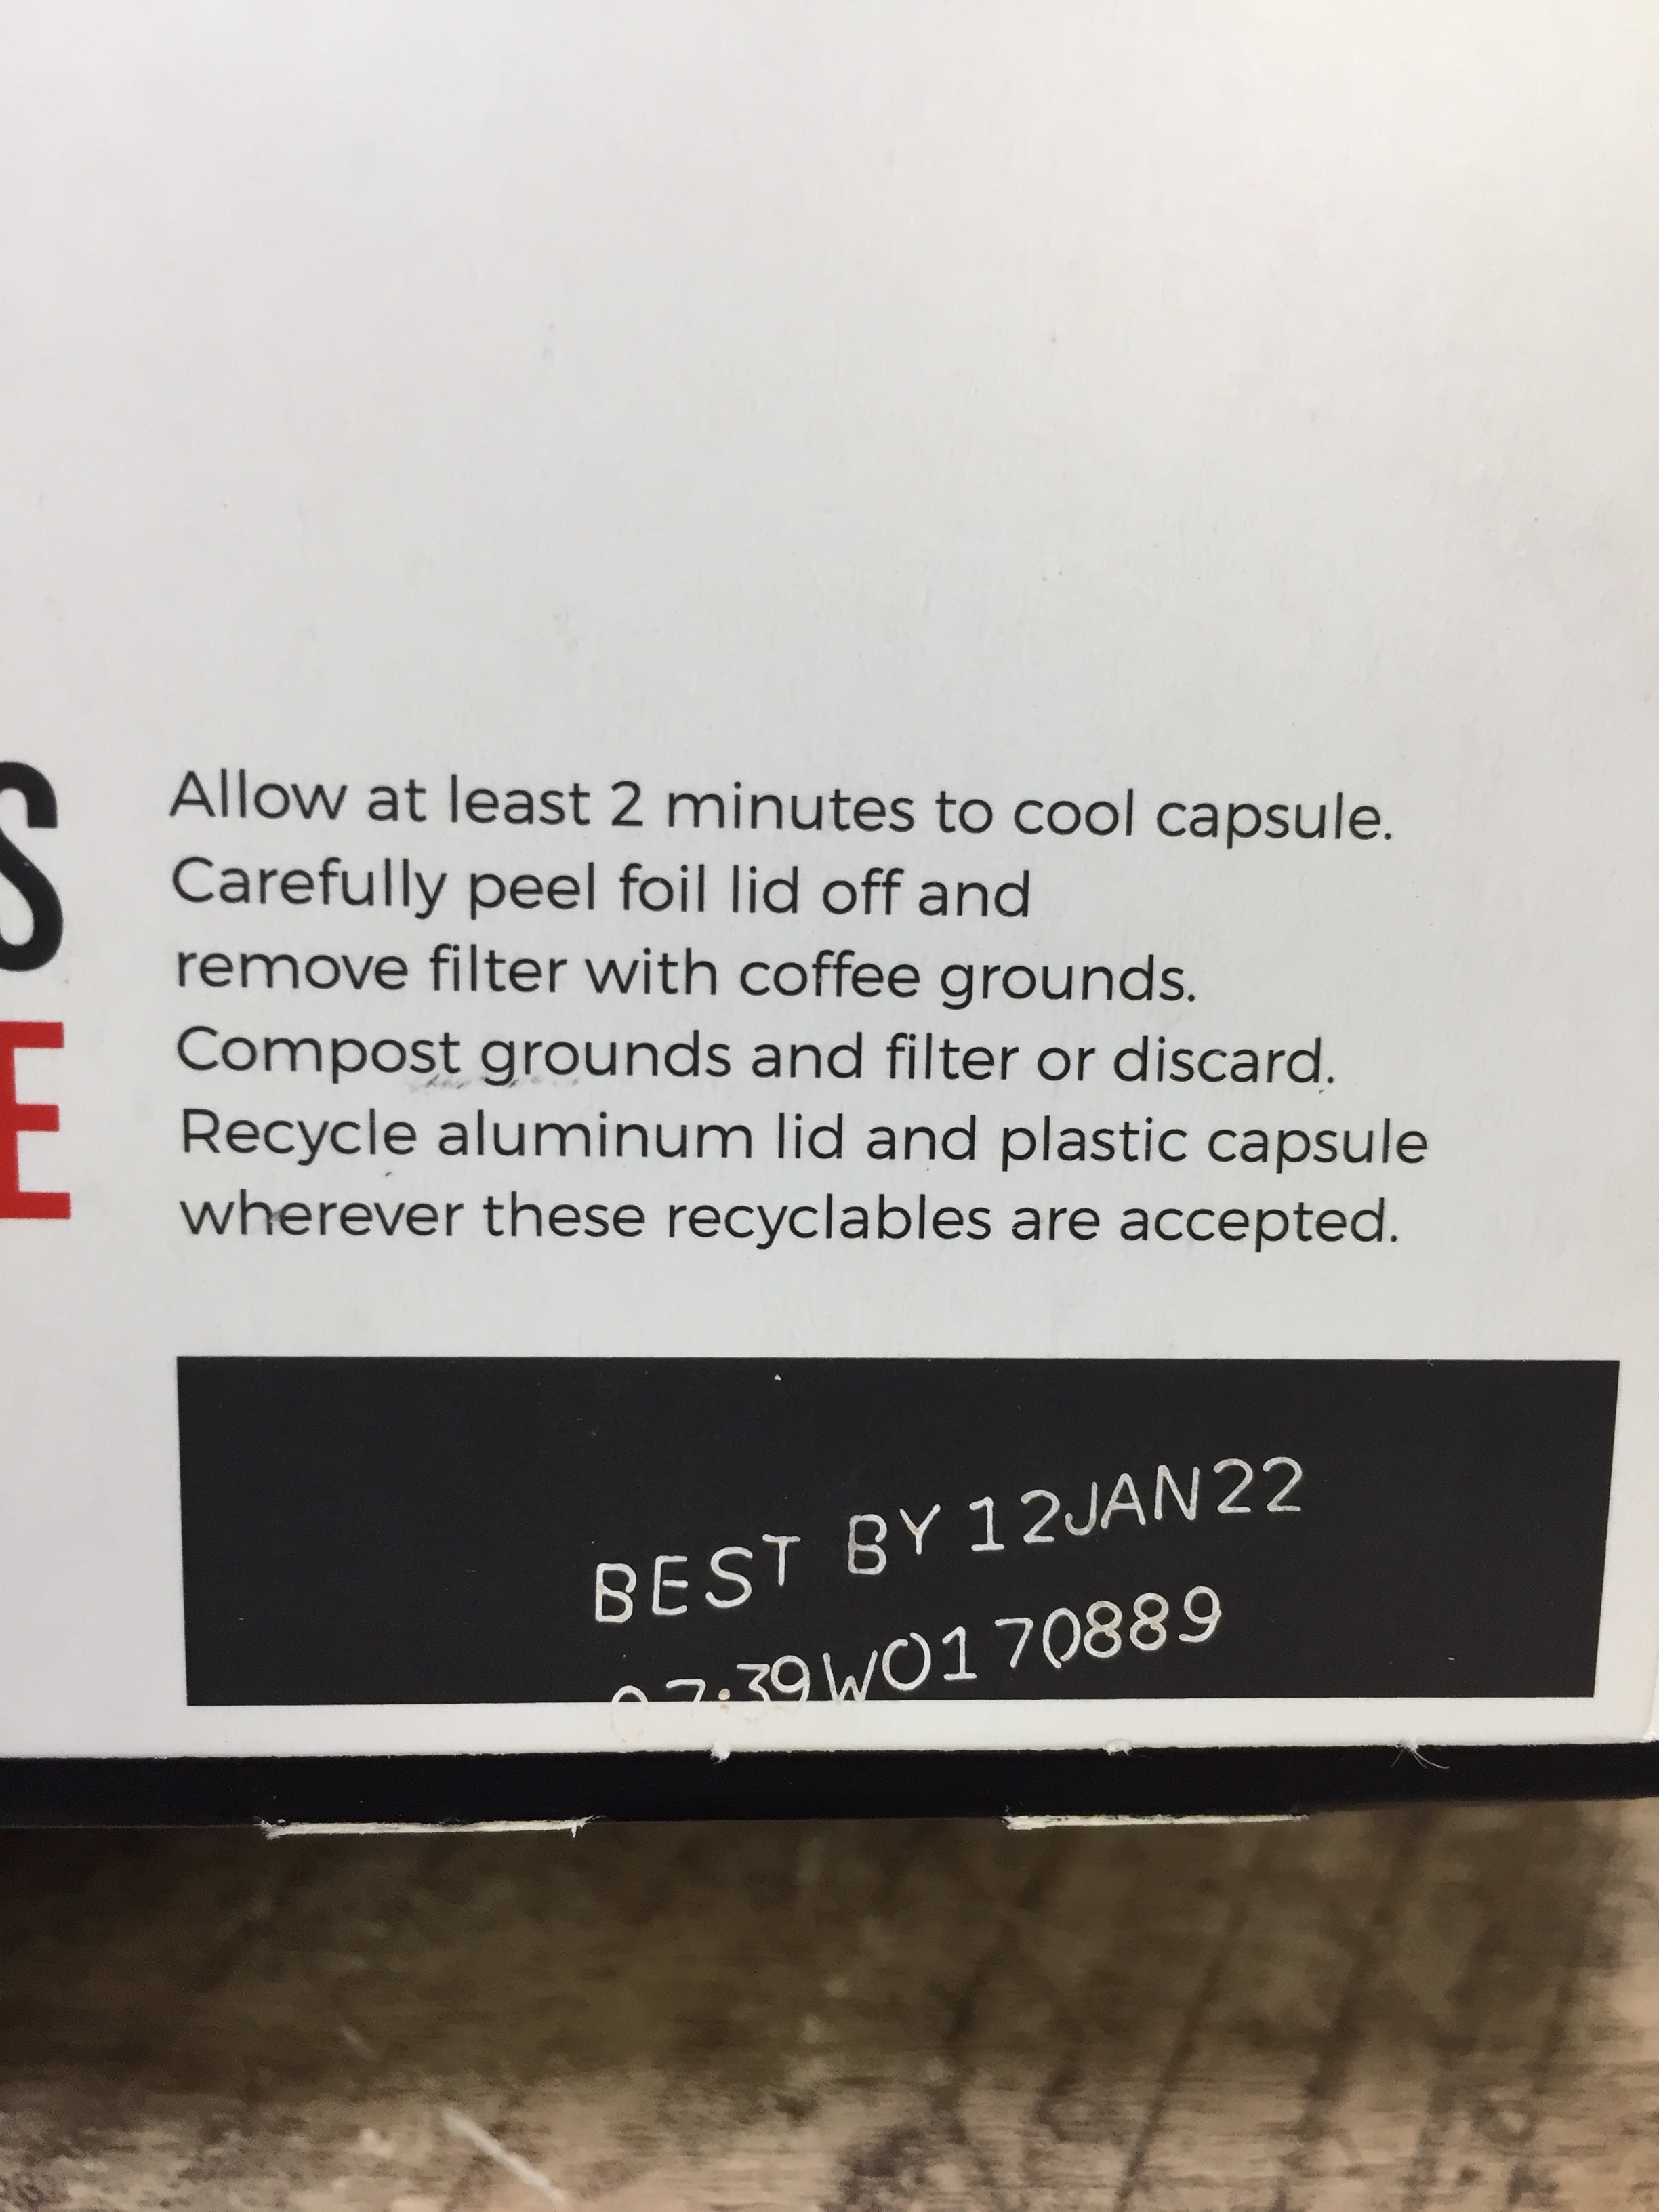 S
E
Allow at least 2 minutes to cool capsule.
Carefully peel foil lid off and
remove filter with coffee grounds.
Compost grounds and filter or discard.
Recycle aluminum lid and plastic capsule
wherever these recyclables are accepted.
BEST BY 12JAN22
07:39WO170889